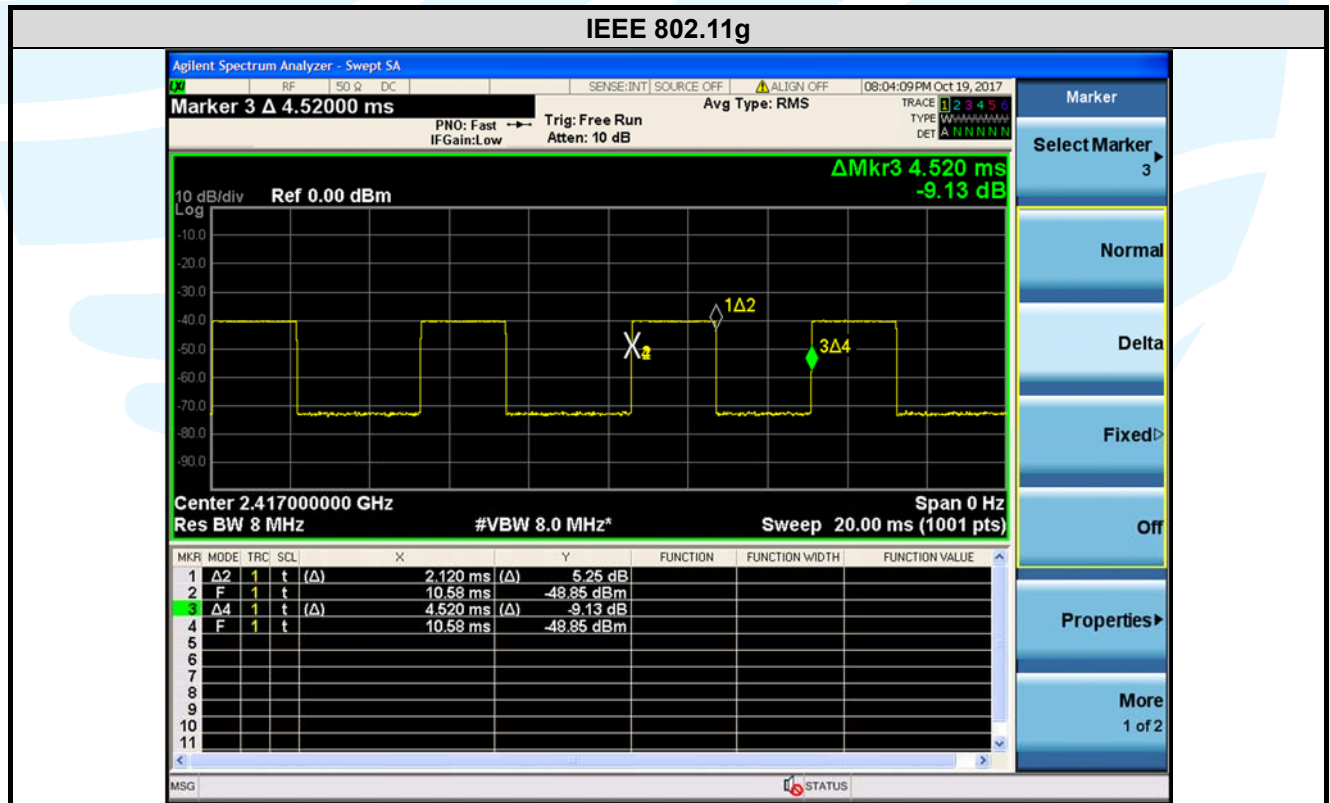 IEEE 802.11g
Agilent Spectrum Analyzer - Swept SA
LXI RF 50 Ω DC SENSE:INT SOURCE OFF ALIGN OFF 08:04:09 PM Oct 19, 2017
Marker 3 Δ 4.52000 ms
PNO: Fast
IFGain:Low
Trig: Free Run
Atten: 10 dB
Avg Type: RMS
TRACE 1 2 3 4 5 6
TYPE W
DET A N N N N N
ΔMkr3 4.520 ms
-9.13 dB
10 dB/div Ref 0.00 dBm
Log
-10.0
-20.0
-30.0
-40.0
-50.0
-60.0
-70.0
-80.0
-90.0
1Δ2
3Δ4
Center 2.417000000 GHz Span 0 Hz
Res BW 8 MHz #VBW 8.0 MHz* Sweep 20.00 ms (1001 pts)
MKR MODE TRC SCL X Y FUNCTION FUNCTION WIDTH FUNCTION VALUE
1 Δ2 1 t (Δ) 2.120 ms (Δ) 5.25 dB
2 F 1 t 10.58 ms -48.85 dBm
3 Δ4 1 t (Δ) 4.520 ms (Δ) -9.13 dB
4 F 1 t 10.58 ms -48.85 dBm
5
6
7
8
9
10
11
MSG STATUS
Marker
Select Marker
3
Normal
Delta
Fixed
Off
Properties
More
1 of 2